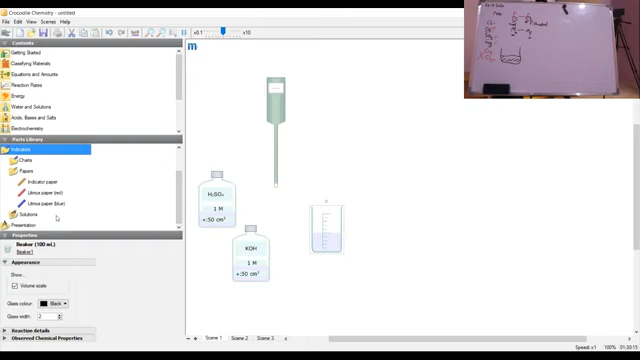 Crocodile Chemistry - untitled
File Edit View Scenes Help
Contents
x0.1
x10
Getting Started
Classifying Materials
Equations and Amounts
Reaction Rates
Energy
Water and Solutions
Acids, Bases and Salts
Electrochemistry
Parts Library
Indicators
Charts
Papers
Indicator paper
Litmus paper (red)
Litmus paper (blue)
Solutions
Presentation
Properties
Beaker (100 mL)
Beaker1
Appearance
Show...
Volume scale
Glass colour: Black
Glass width: 2
Reaction details
Observed Chemical Properties
m
H₂SO₄
1 M
+:50 cm³
KOH
1 M
+:50 cm³
Scene 1 Scene 2 Scene 3
Speed: x1 100% 01:30:15